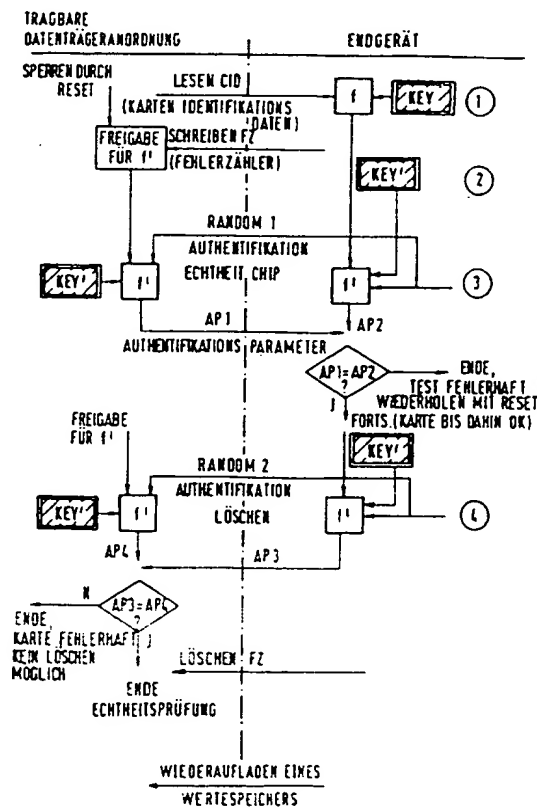 TRAGBARE
DATENTRÄGERANORDNUNG
ENDGERÄT
SPERREN DURCH
RESET
LESEN CID
(KARTEN IDENTIFIKATIONS
DATEN)
f
KEY
1
FREIGABE
FÜR f'
SCHREIBEN FZ
(FEHLERZÄHLER)
KEY'
2
RANDOM 1
AUTHENTIFIKATION
ECHTHEIT CHIP
KEY'
f'
f'
3
AP1
AP2
AUTHENTIFIKATIONS PARAMETER
AP1=AP2
?
ENDE,
TEST FEHLERHAFT
WIEDERHOLEN MIT RESET
J
FORTS.(KARTE BIS DAHIN OK)
FREIGABE
FÜR f'
KEY'
RANDOM 2
AUTHENTIFIKATION
LÖSCHEN
KEY'
f'
f'
4
AP4
AP3
N
AP3=AP4
?
ENDE,
KARTE FEHLERHAFT
J
KEIN LÖSCHEN
MÖGLICH
LÖSCHEN FZ
ENDE
ECHTHEITSPRÜFUNG
WIEDERAUFLADEN EINES
WERTESPEICHERS